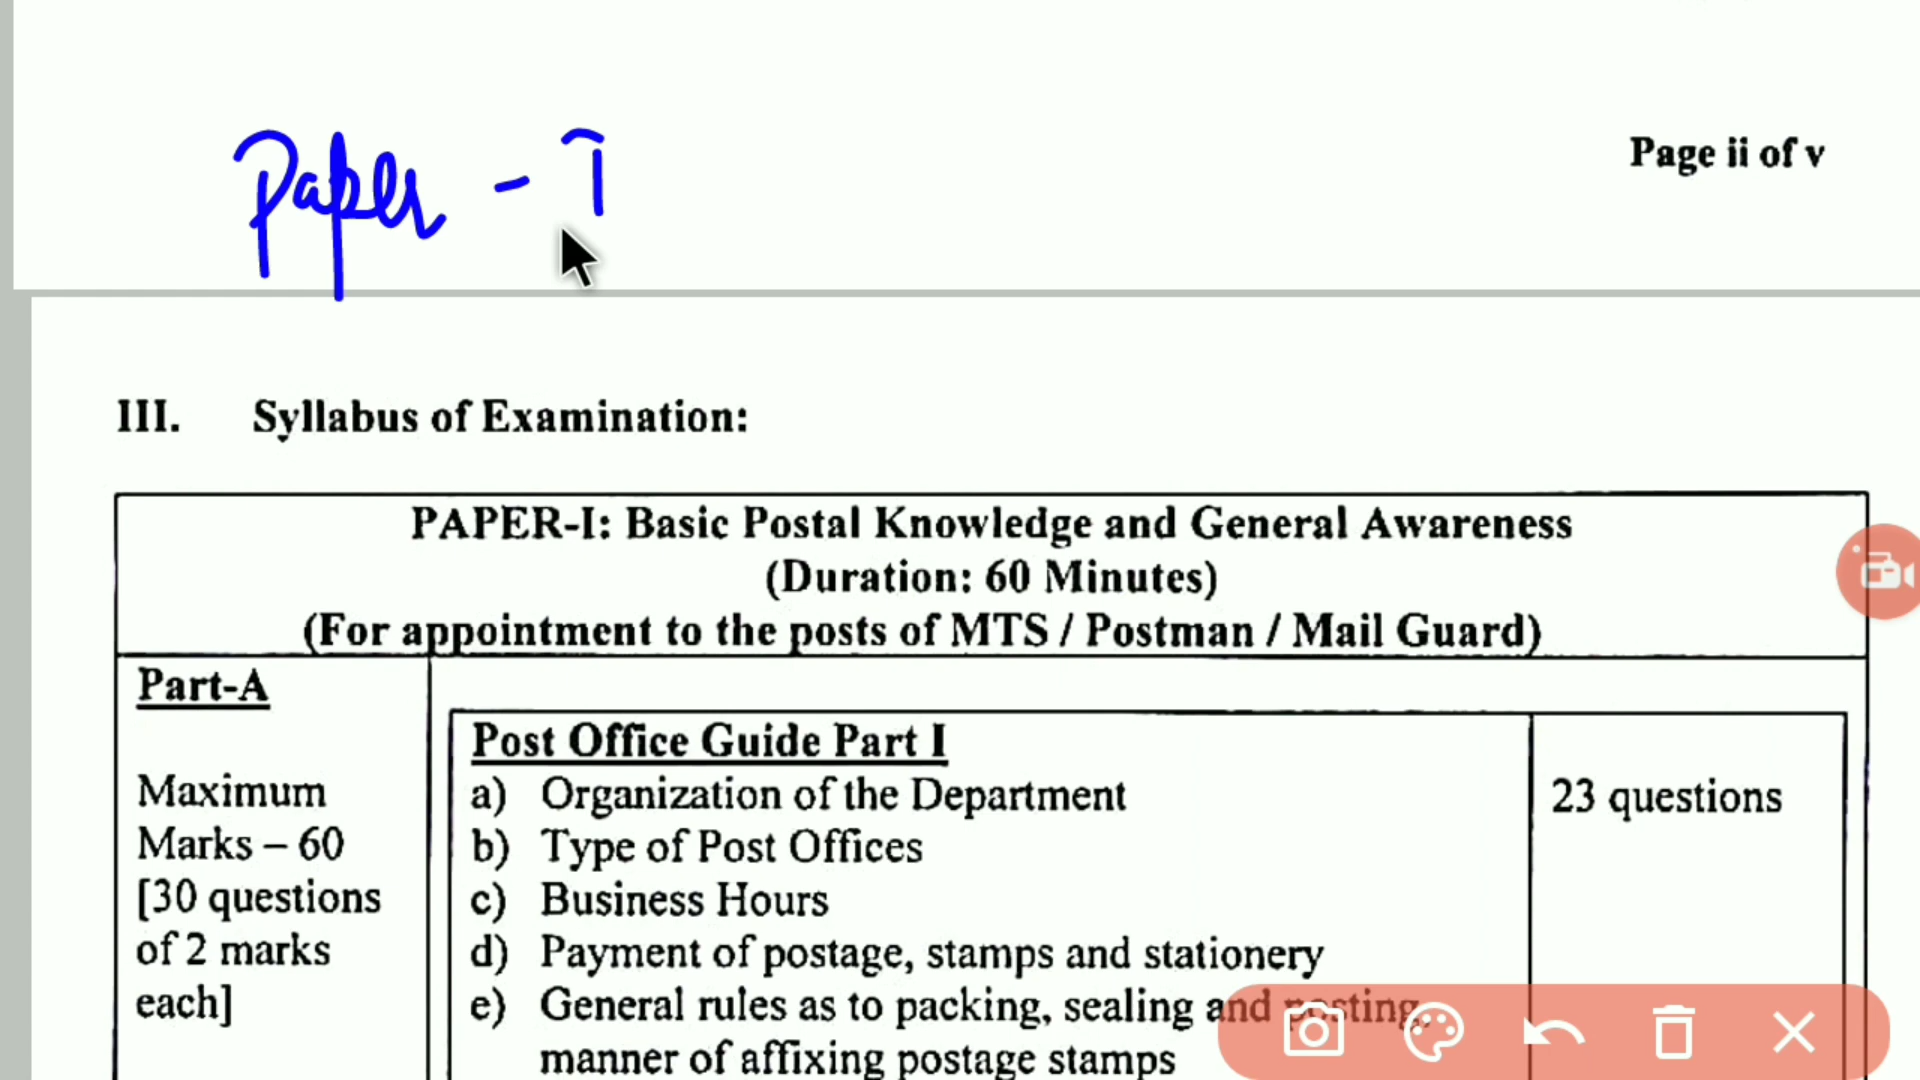 Paper - I
Page ii of v
III. Syllabus of Examination:
PAPER-I: Basic Postal Knowledge and General Awareness
(Duration: 60 Minutes)
(For appointment to the posts of MTS / Postman / Mail Guard)
Part-A
Maximum
Marks – 60
[30 questions
of 2 marks
each]
Post Office Guide Part I
a) Organization of the Department
b) Type of Post Offices
c) Business Hours
d) Payment of postage, stamps and stationery
e) General rules as to packing, sealing and posting,
manner of affixing postage stamps
23 questions